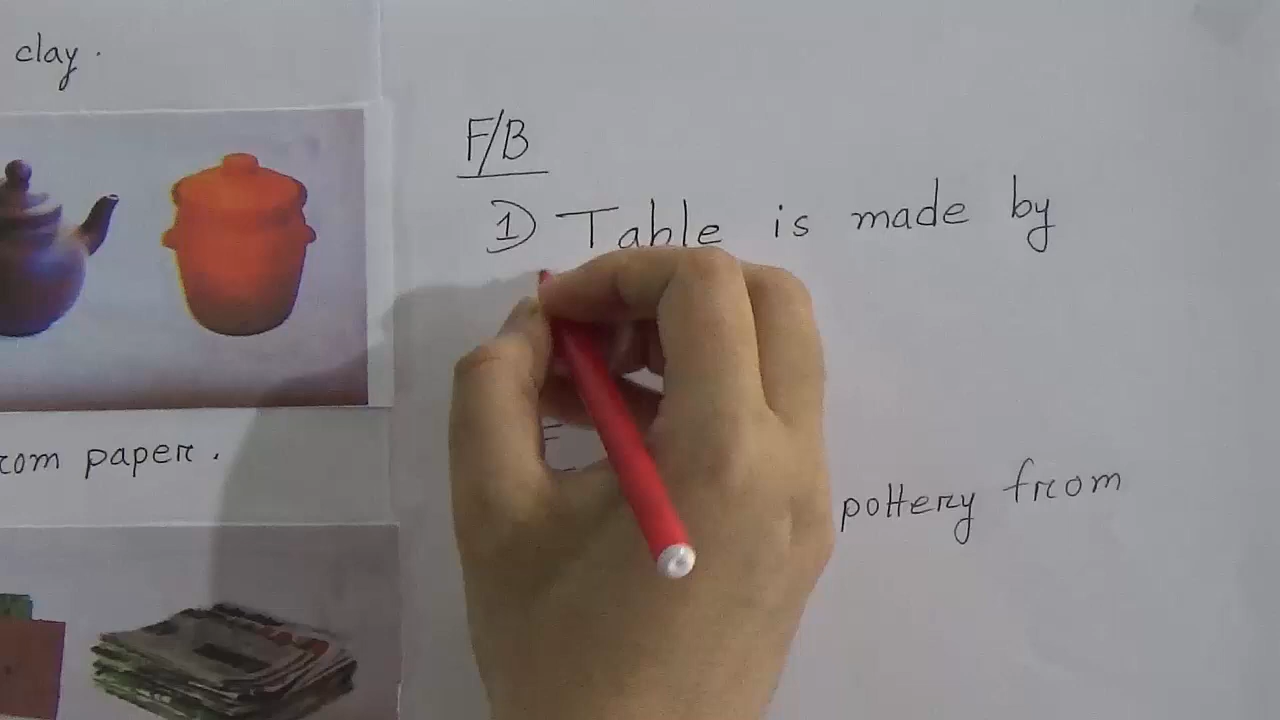 clay.
rom paper.
F/B
1) Table is made by
pottery from